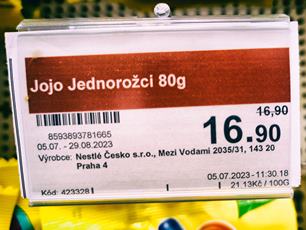 Jojo Jednorožci 80g
8593893781665
05.07. - 29.08.2023
16,90
16.90
Výrobce: Nestlé Česko s.r.o., Mezi Vodami 2035/31, 143 20
Praha 4
Kód: 423328
05.07.2023 - 11:30.18
21.13Kč / 100G